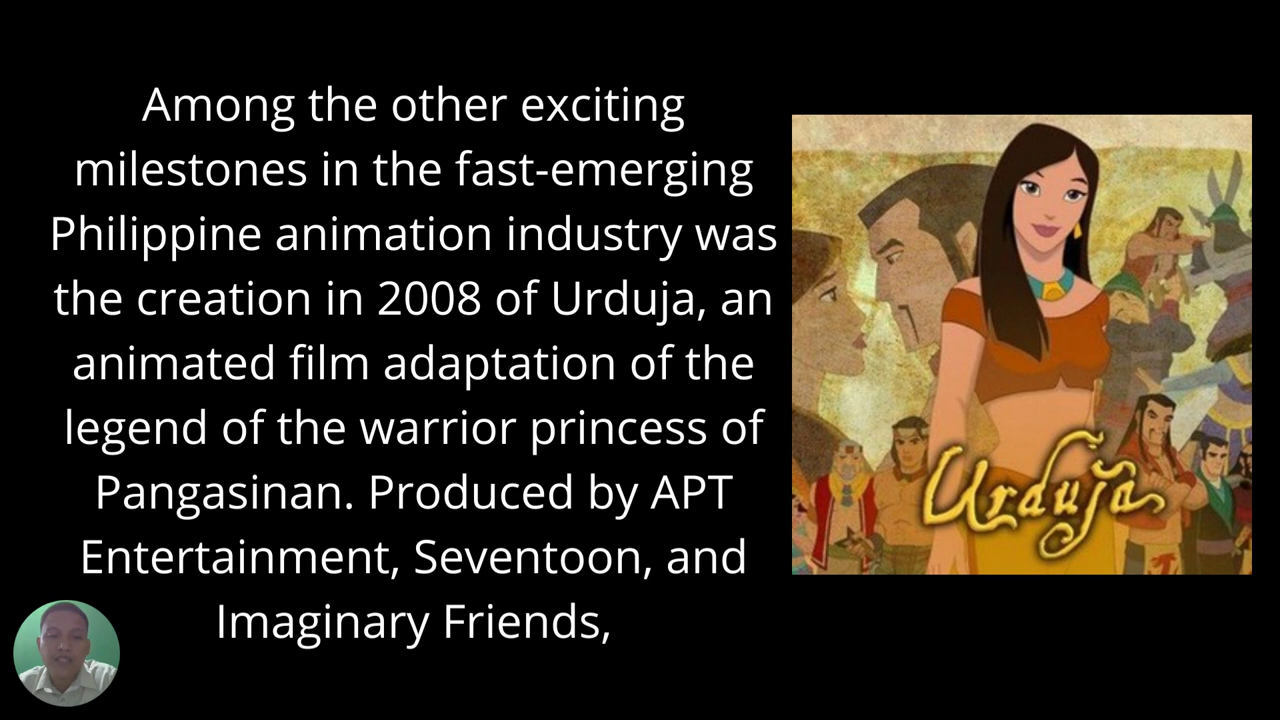 Among the other exciting
milestones in the fast-emerging
Philippine animation industry was
the creation in 2008 of Urduja, an
animated film adaptation of the
legend of the warrior princess of
Pangasinan. Produced by APT
Entertainment, Seventoon, and
Imaginary Friends,
Urduja